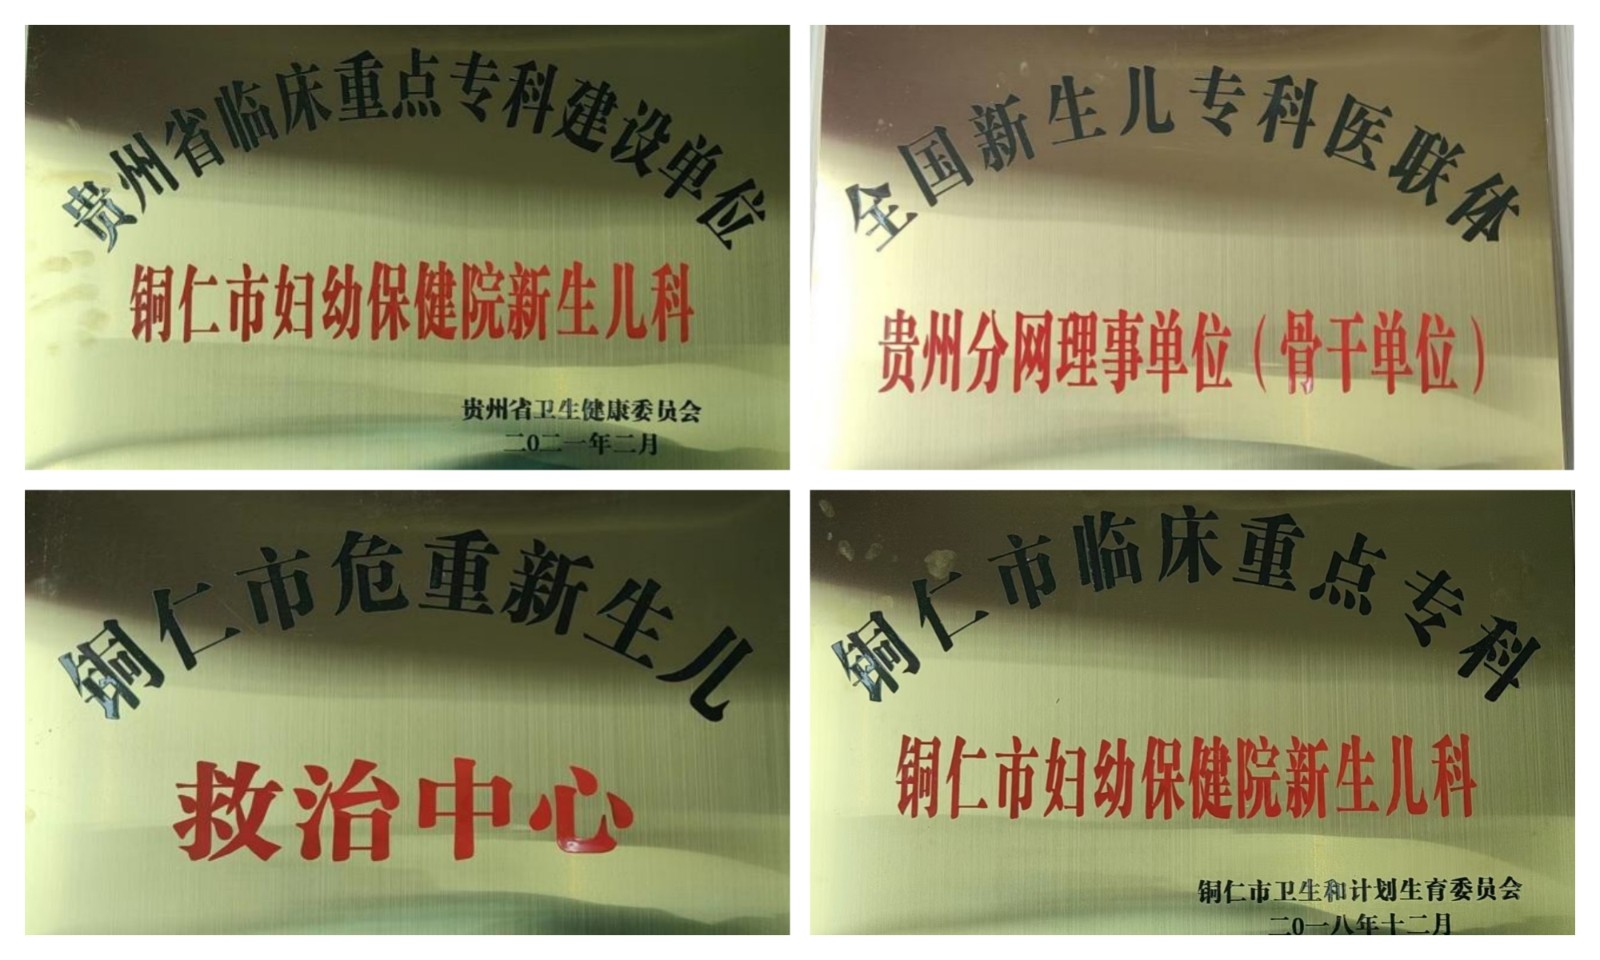 贵州省临床重点专科建设单位
铜仁市妇幼保健院新生儿科
贵州省卫生健康委员会
二0二一年二月
全国新生儿专科医联体
贵州分网理事单位（骨干单位）
铜仁市危重新生儿
救治中心
铜仁市临床重点专科
铜仁市妇幼保健院新生儿科
铜仁市卫生和计划生育委员会
二0一八年十二月